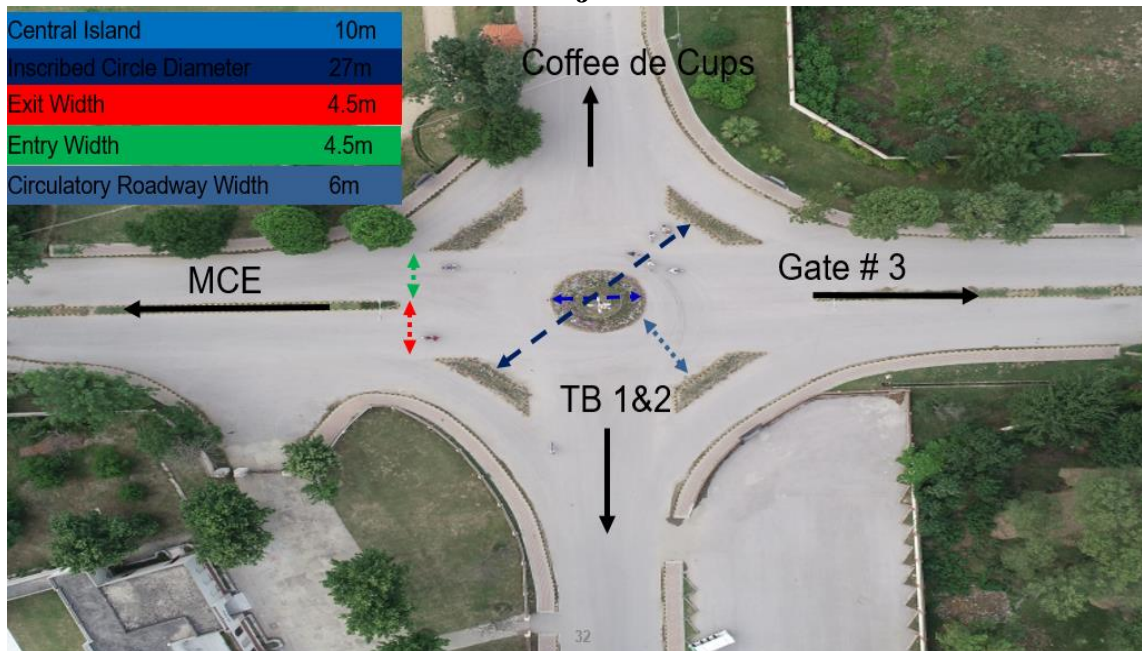 Central Island 10m
Inscribed Circle Diameter 27m
Exit Width 4.5m
Entry Width 4.5m
Circulatory Roadway Width 6m
Coffee de Cups
MCE
Gate # 3
TB 1&2
32